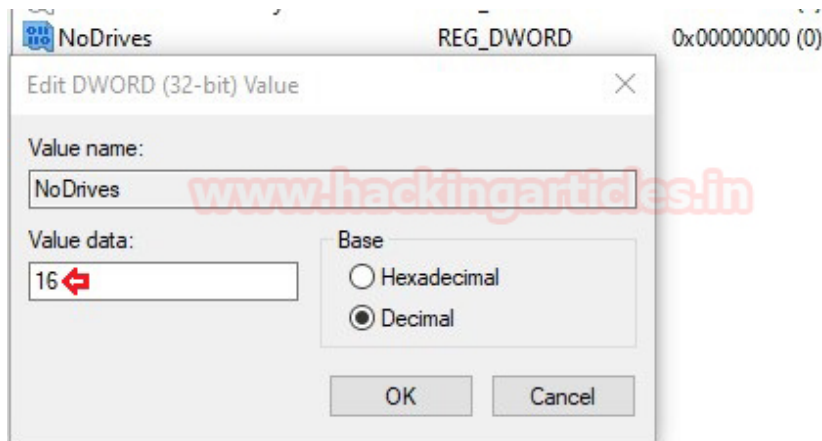 NoDrives REG_DWORD 0x00000000 (0)
Edit DWORD (32-bit) Value
Value name:
NoDrives
www.hackingarticles.in
Value data:
Base
16
Hexadecimal
Decimal
OK
Cancel